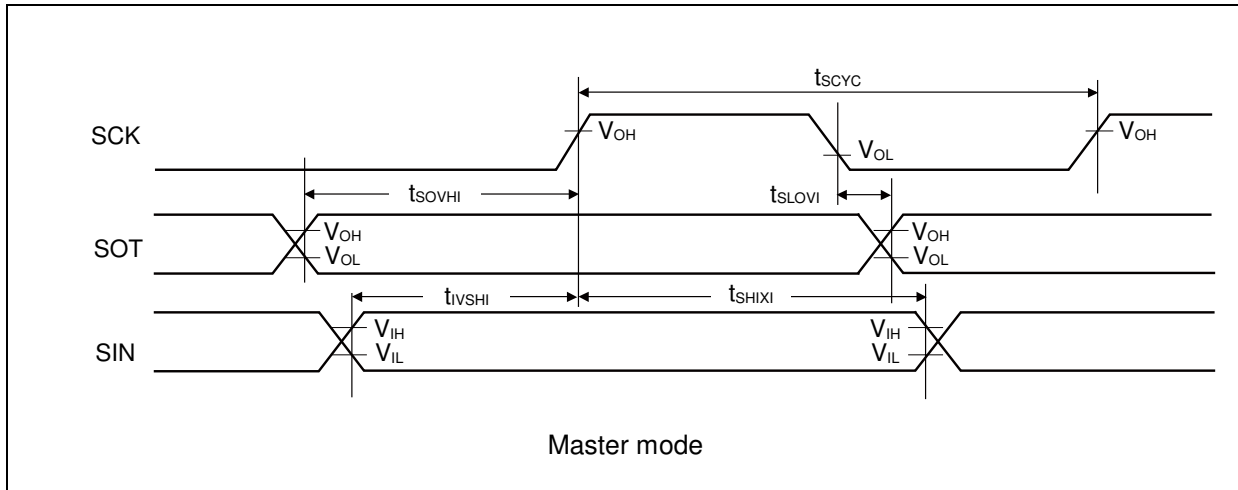 tSCYC
SCK
VOH
VOL
VOH
tSOVHI
tSLOVI
SOT
VOH
VOL
VOH
VOL
tIVSHI
tSHIXI
SIN
VIH
VIL
VIH
VIL
Master mode